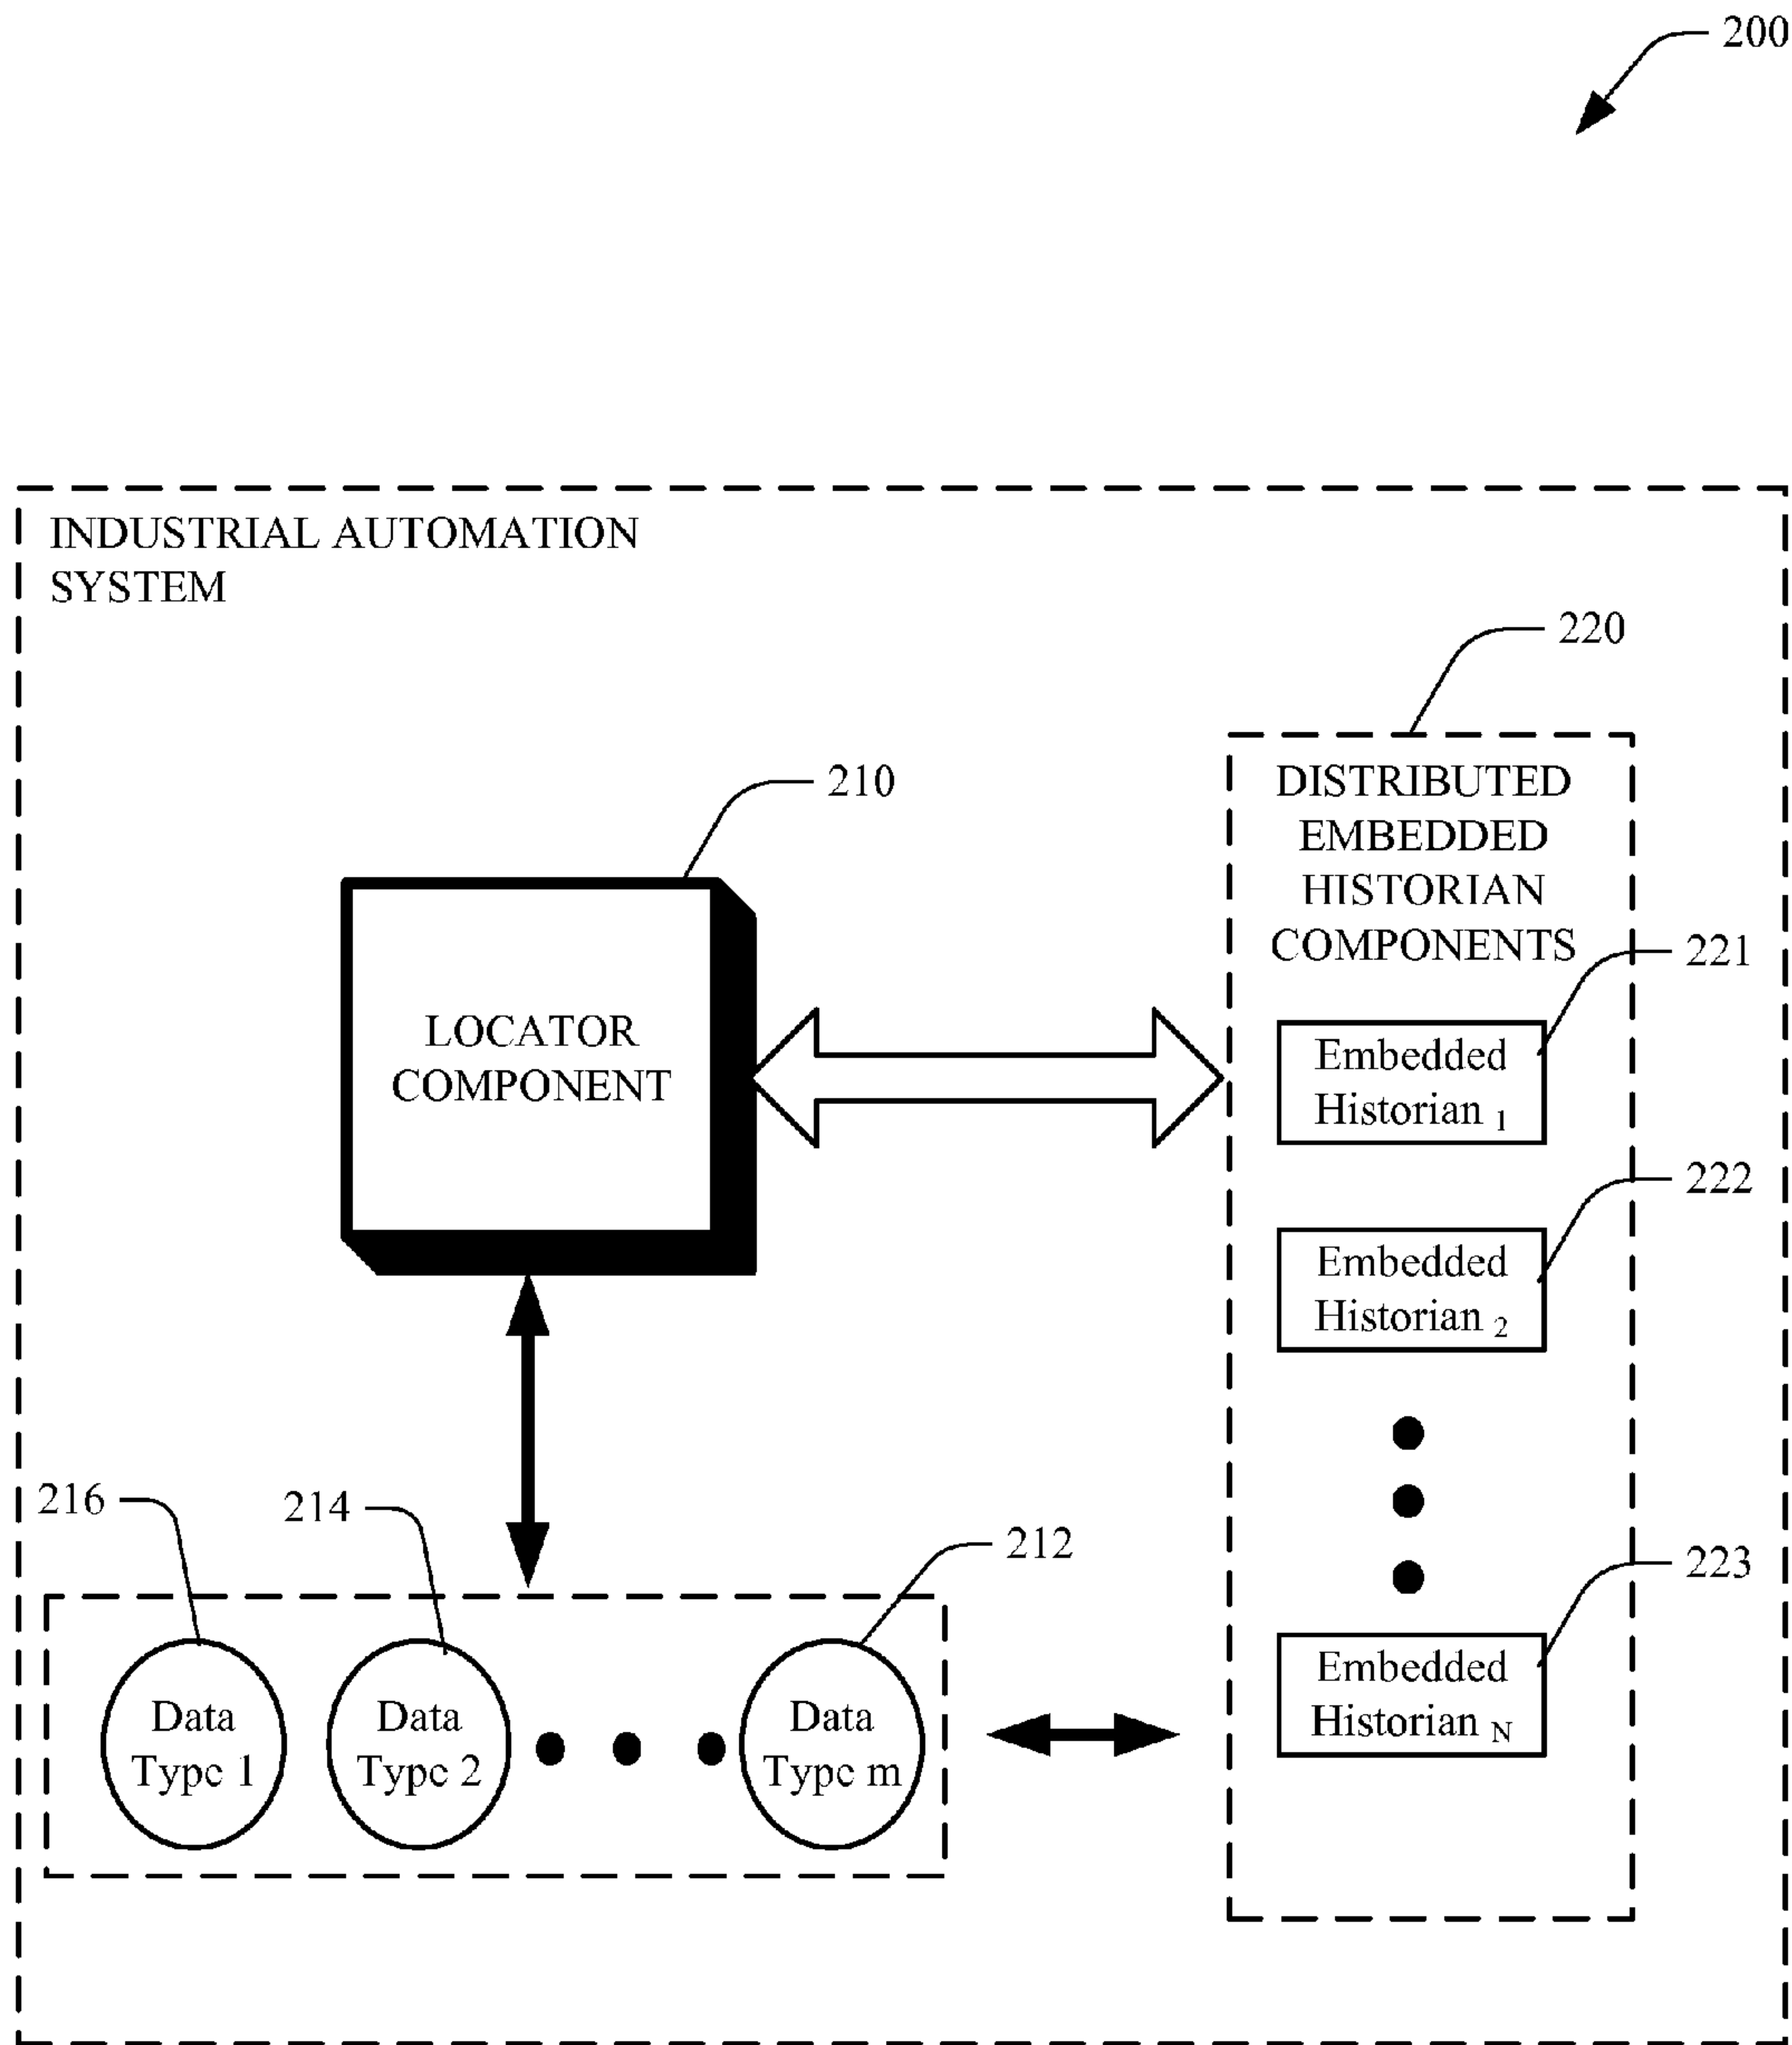 200
INDUSTRIAL AUTOMATION
SYSTEM
220
210
DISTRIBUTED
EMBEDDED
HISTORIAN
COMPONENTS
221
LOCATOR
COMPONENT
Embedded
Historian 1
222
Embedded
Historian 2
216
214
212
223
Embedded
Historian N
Data
Type 1
Data
Type 2
Data
Type m